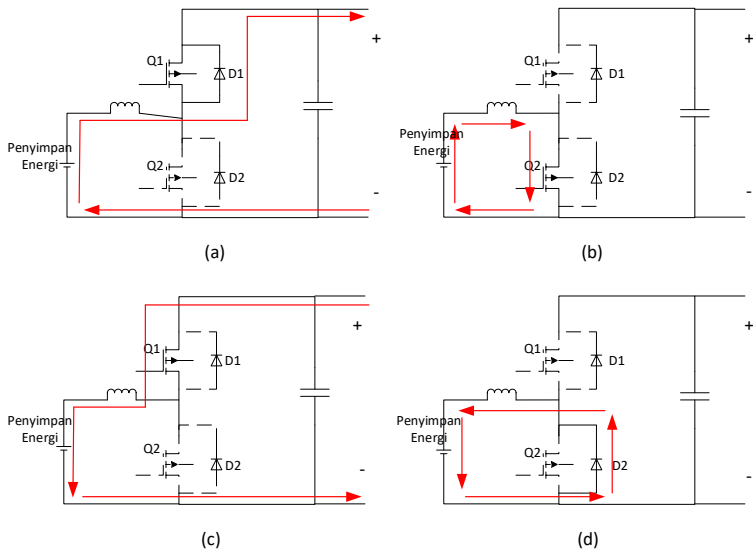 Q1
D1
+
Penyimpan
Energi
Q2
D2
-
(a)
Q1
D1
+
Penyimpan
Energi
Q2
D2
-
(b)
Q1
D1
+
Penyimpan
Energi
Q2
D2
-
(c)
Q1
D1
+
Penyimpan
Energi
Q2
D2
-
(d)